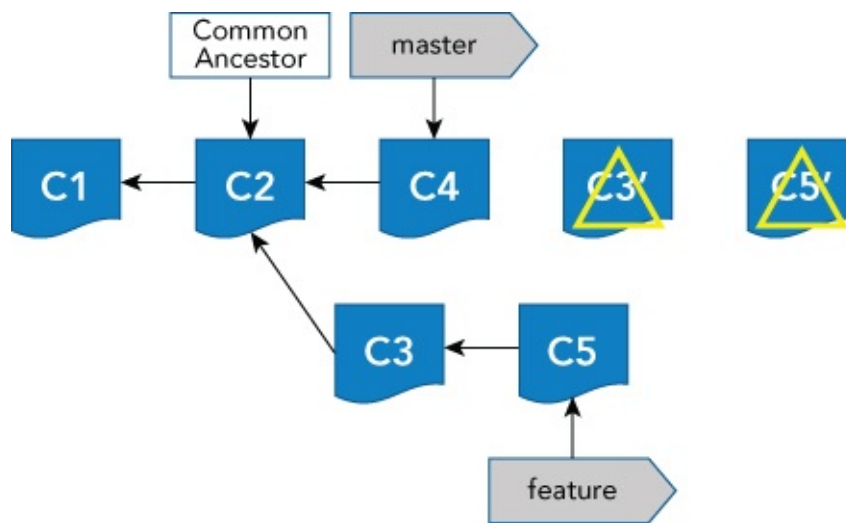 Common
Ancestor
master
C1
C2
C4
C3′
C5′
C3
C5
feature